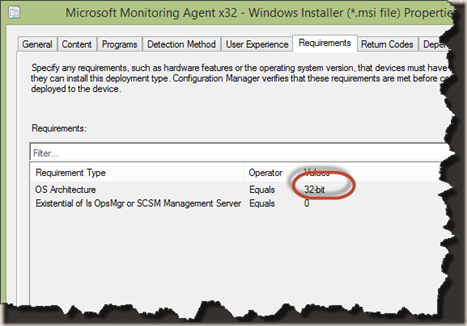 Microsoft Monitoring Agent x32 - Windows Installer (*.msi file) Properties
General Content Programs Detection Method User Experience Requirements Return Codes Depe
Specify any requirements, such as hardware features or the operating system version, that devices must have
they can install this deployment type. Configuration Manager verifies that these requirements are met before co
deployed to the device.
Requirements:
Filter...
Requirement Type Operator Values
OS Architecture Equals 32-bit
Existential of Is OpsMgr or SCSM Management Server Equals 0